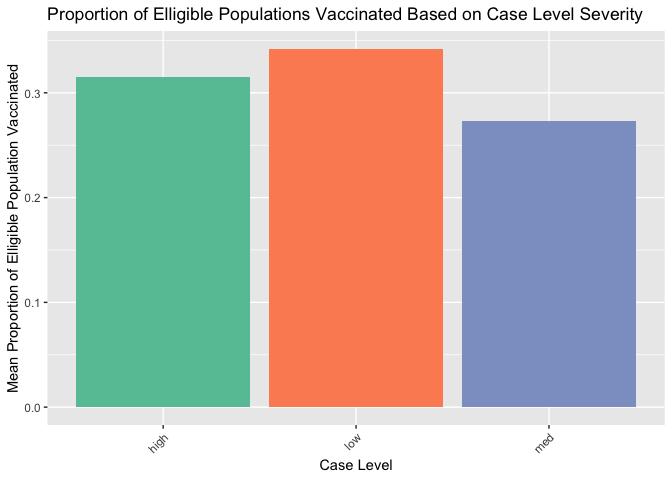 Proportion of Elligible Populations Vaccinated Based on Case Level Severity
Mean Proportion of Elligible Population Vaccinated
0.3
0.2
0.1
0.0
high
low
med
Case Level